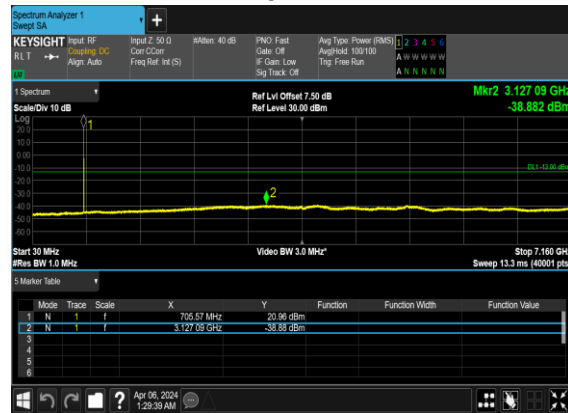 Spectrum Analyzer 1
Swept SA
+
KEYSIGHT Input: RF Input Z: 50 Ω #Atten: 40 dB PNO: Fast Avg Type: Power (RMS) 1 2 3 4 5 6
RLT Coupling: DC Corr CCorr Gate: Off Avg|Hold: 100/100 A W W W W W
Align: Auto Freq Ref: Int (S) IF Gain: Low Trig: Free Run
Sig Track: Off A N N N N N
1 Spectrum
Ref Lvl Offset 7.50 dB Mkr2 3.127 09 GHz
Scale/Div 10 dB Ref Level 30.00 dBm -38.882 dBm
Log
1
20.0
10.0
0.00
-10.0
DL1 -13.00 dBm
-20.0
-30.0
2
-40.0
-50.0
-60.0
Start 30 MHz Video BW 3.0 MHz* Stop 7.160 GHz
#Res BW 1.0 MHz Sweep 13.3 ms (40001 pts)
5 Marker Table
Mode Trace Scale X Y Function Function Width Function Value
1 N 1 f 705.57 MHz 20.96 dBm
2 N 1 f 3.127 09 GHz -38.88 dBm
3
4
5
6
? Apr 06, 2024
1:29:39 AM